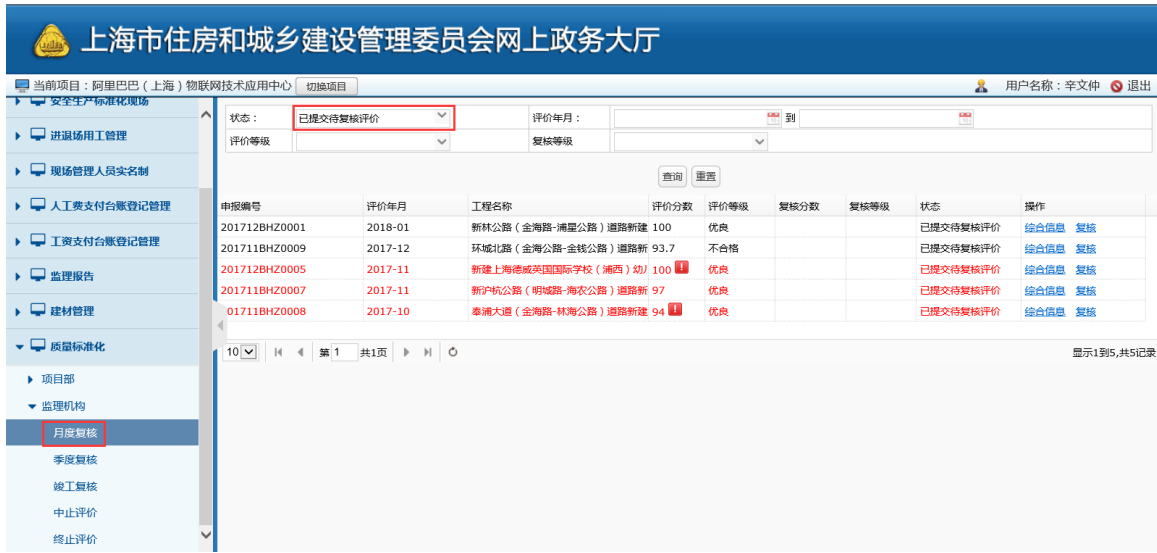 上海市住房和城乡建设管理委员会网上政务大厅
当前项目：阿里巴巴（上海）物联网技术应用中心 切换项目 用户名称：辛文仲 退出
安全生产标准化现场
进退场用工管理
现场管理人员实名制
人工费支付台账登记管理
工资支付台账登记管理
监理报告
建材管理
质量标准化
项目部
监理机构
月度复核
季度复核
竣工复核
中止评价
终止评价
状态： 已提交待复核评价 评价年月： 到
评价等级 复核等级
查询 重置
申报编号 评价年月 工程名称 评价分数 评价等级 复核分数 复核等级 状态 操作
201712BHZ0001 2018-01 新林公路（金海路-浦星公路）道路新建 100 优良 已提交待复核评价 综合信息 复核
201711BHZ0009 2017-12 环城北路（金海公路-金钱公路）道路新 93.7 不合格 已提交待复核评价 综合信息 复核
201712BHZ0005 2017-11 新建上海德威英国国际学校（浦西）幼 100 优良 已提交待复核评价 综合信息 复核
201711BHZ0007 2017-11 新沪杭公路（明城路-海农公路）道路新 97 优良 已提交待复核评价 综合信息 复核
01711BHZ0008 2017-10 奉浦大道（金海路-林海公路）道路新建 94 优良 已提交待复核评价 综合信息 复核
10 第 1 共1页 显示1到5,共5记录